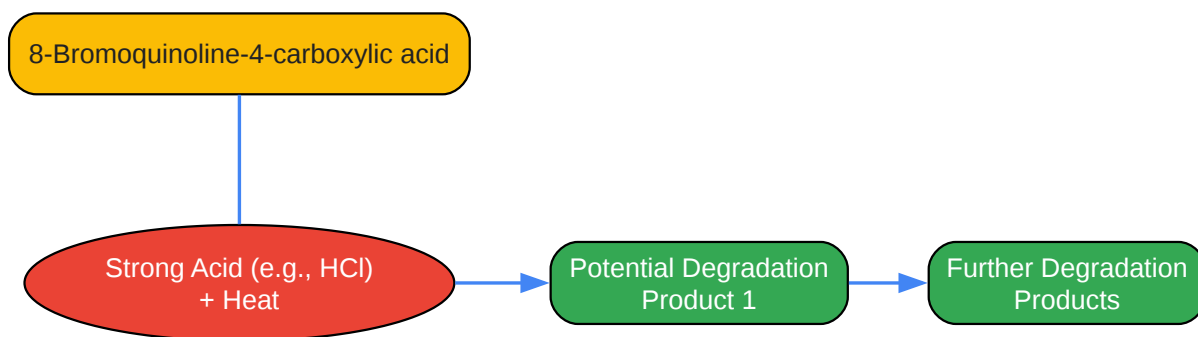 8-Bromoquinoline-4-carboxylic acid
Strong Acid (e.g., HCl)
+ Heat
Potential Degradation
Product 1
Further Degradation
Products